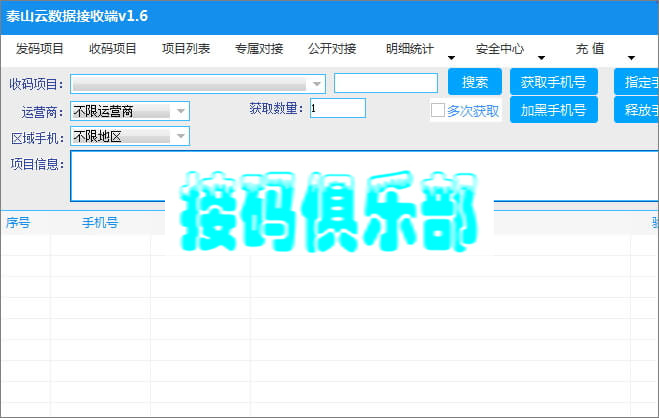 泰山云数据接收端v1.6
发码项目 收码项目 项目列表 专属对接 公开对接 明细统计 安全中心 充 值
收码项目： 搜索 获取手机号 指定手
运营商： 不限运营商 获取数量： 1 多次获取 加黑手机号 释放手
区域手机： 不限地区
项目信息：
接码俱乐部
序号 手机号